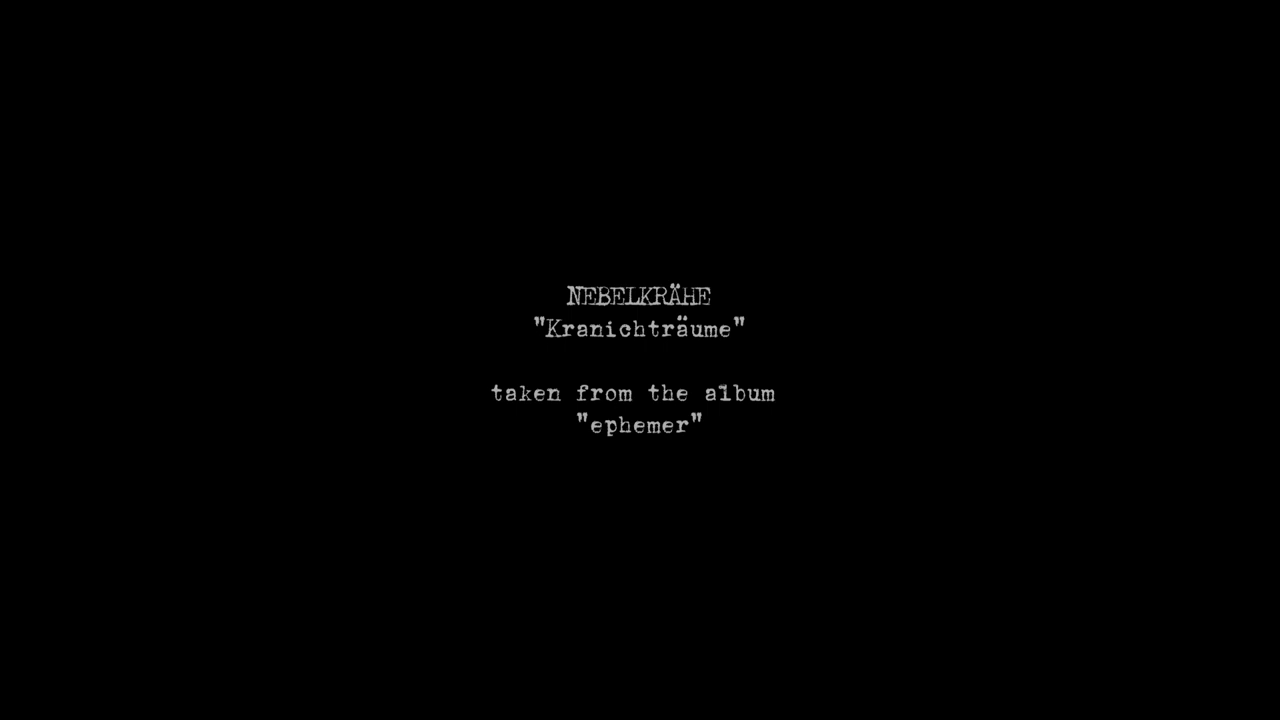 NEBELKRÄHE
"Kranichträume"
taken from the album
"ephemer"